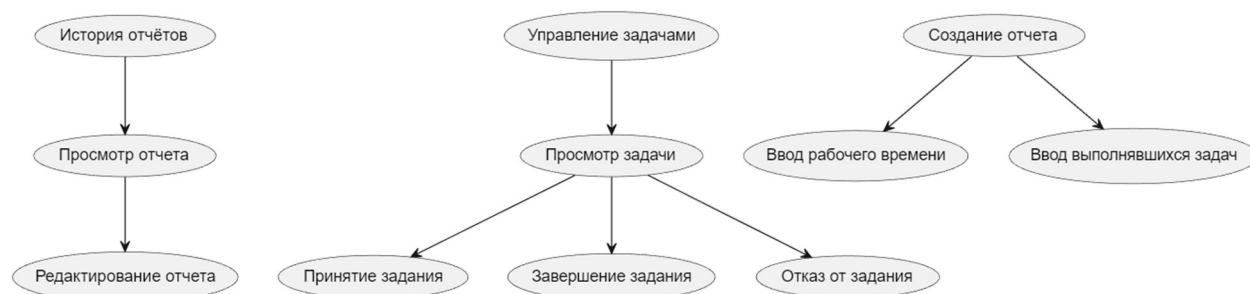 История отчётов
Управление задачами
Создание отчета
Просмотр отчета
Просмотр задачи
Ввод рабочего времени
Ввод выполнявшихся задач
Редактирование отчета
Принятие задания
Завершение задания
Отказ от задания